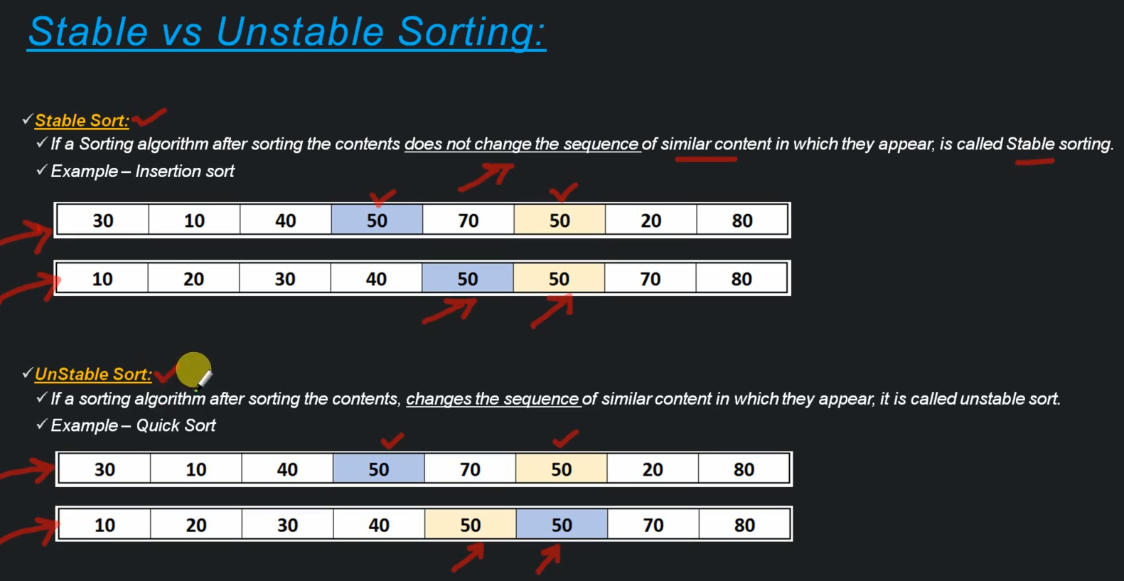 Stable vs Unstable Sorting:
✓Stable Sort:
✓If a Sorting algorithm after sorting the contents does not change the sequence of similar content in which they appear, is called Stable sorting.
✓Example – Insertion sort
30 10 40 50 70 50 20 80
10 20 30 40 50 50 70 80
✓UnStable Sort:
✓If a sorting algorithm after sorting the contents, changes the sequence of similar content in which they appear, it is called unstable sort.
✓Example – Quick Sort
30 10 40 50 70 50 20 80
10 20 30 40 50 50 70 80